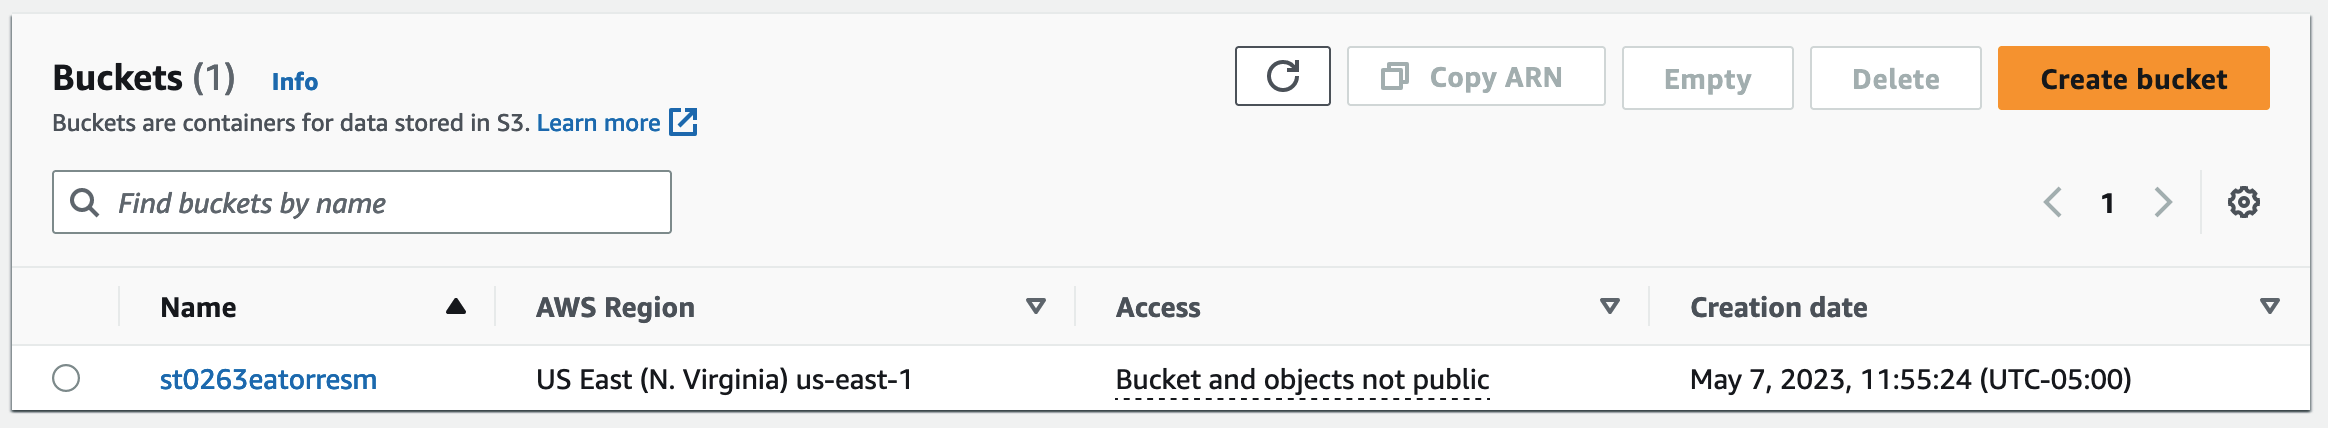 Buckets (1) Info
Buckets are containers for data stored in S3. Learn more
Copy ARN
Empty
Delete
Create bucket
Find buckets by name
1
Name AWS Region Access Creation date
st0263eatorresm US East (N. Virginia) us-east-1 Bucket and objects not public May 7, 2023, 11:55:24 (UTC-05:00)